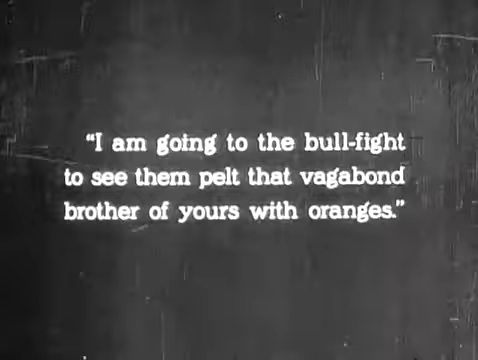 “I am going to the bull-fight
to see them pelt that vagabond
brother of yours with oranges.”